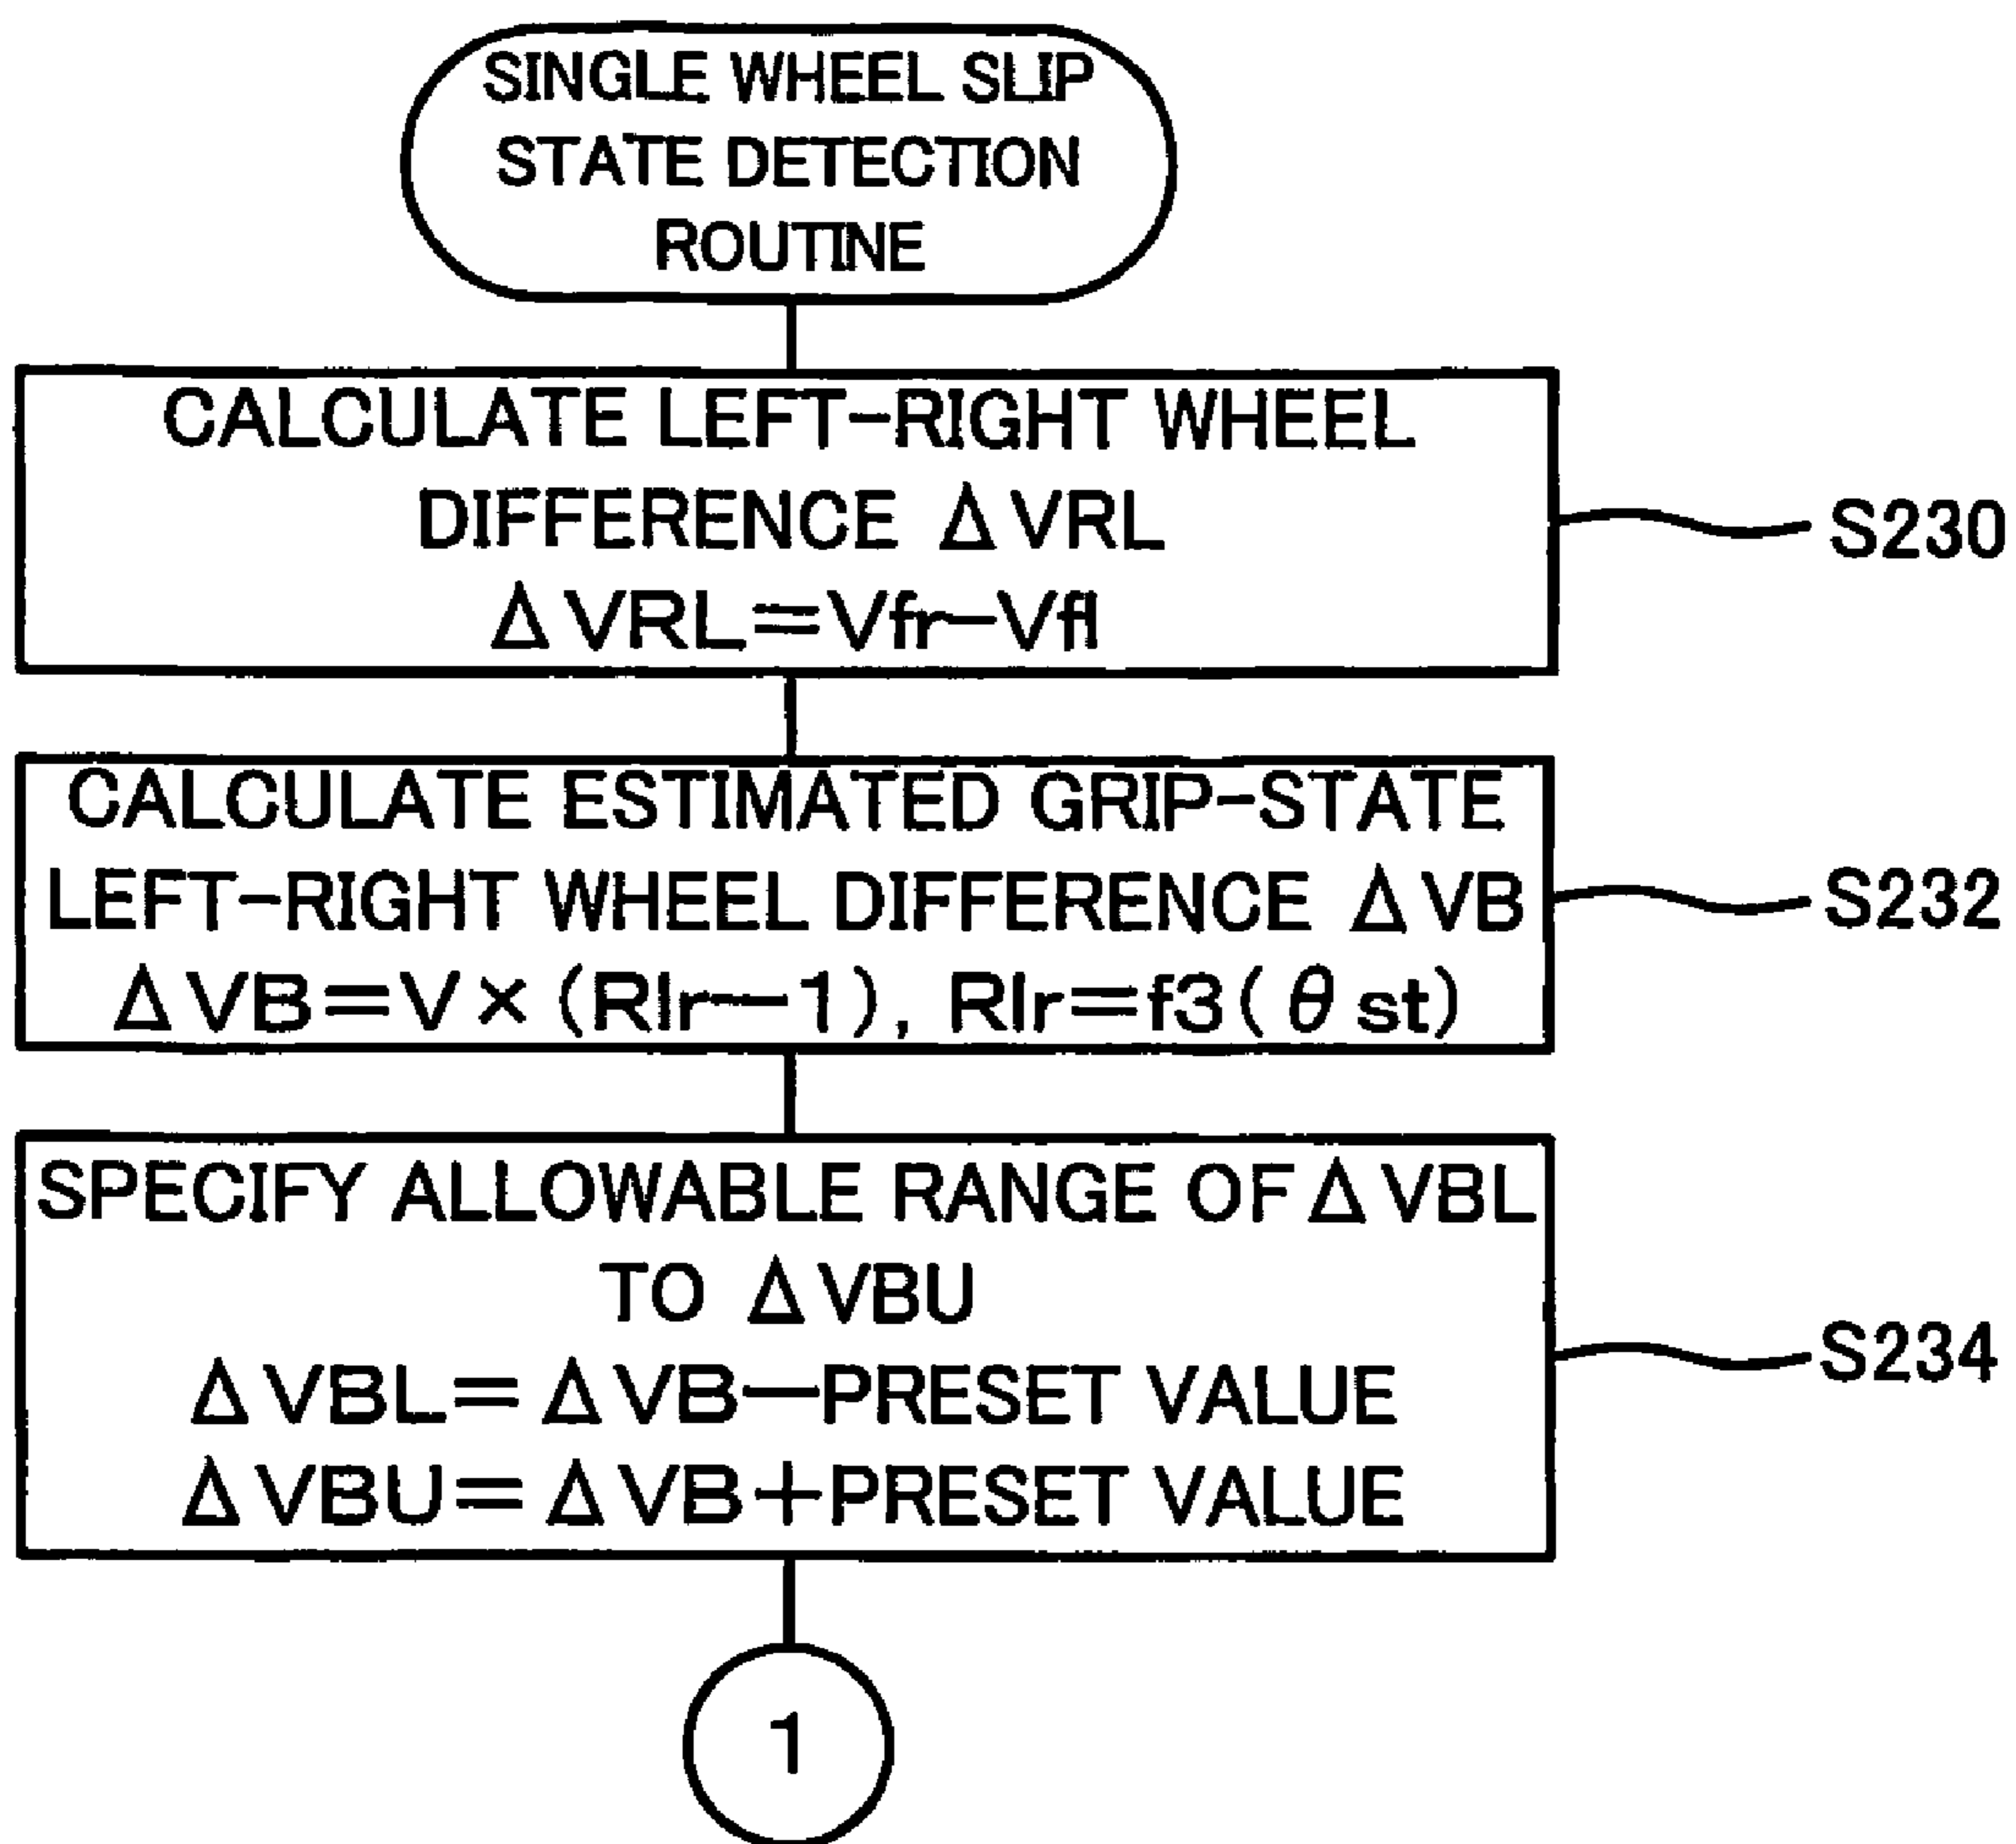 SINGLE WHEEL SLIP
STATE DETECTION
ROUTINE
CALCULATE LEFT-RIGHT WHEEL
DIFFERENCE ΔVRL
ΔVRL=Vfr-Vfl
S230
CALCULATE ESTIMATED GRIP-STATE
LEFT-RIGHT WHEEL DIFFERENCE ΔVB
ΔVB=V×(Rlr-1), Rlr=f3(θst)
S232
SPECIFY ALLOWABLE RANGE OF ΔVBL
TO ΔVBU
ΔVBL=ΔVB-PRESET VALUE
ΔVBU=ΔVB+PRESET VALUE
S234
1